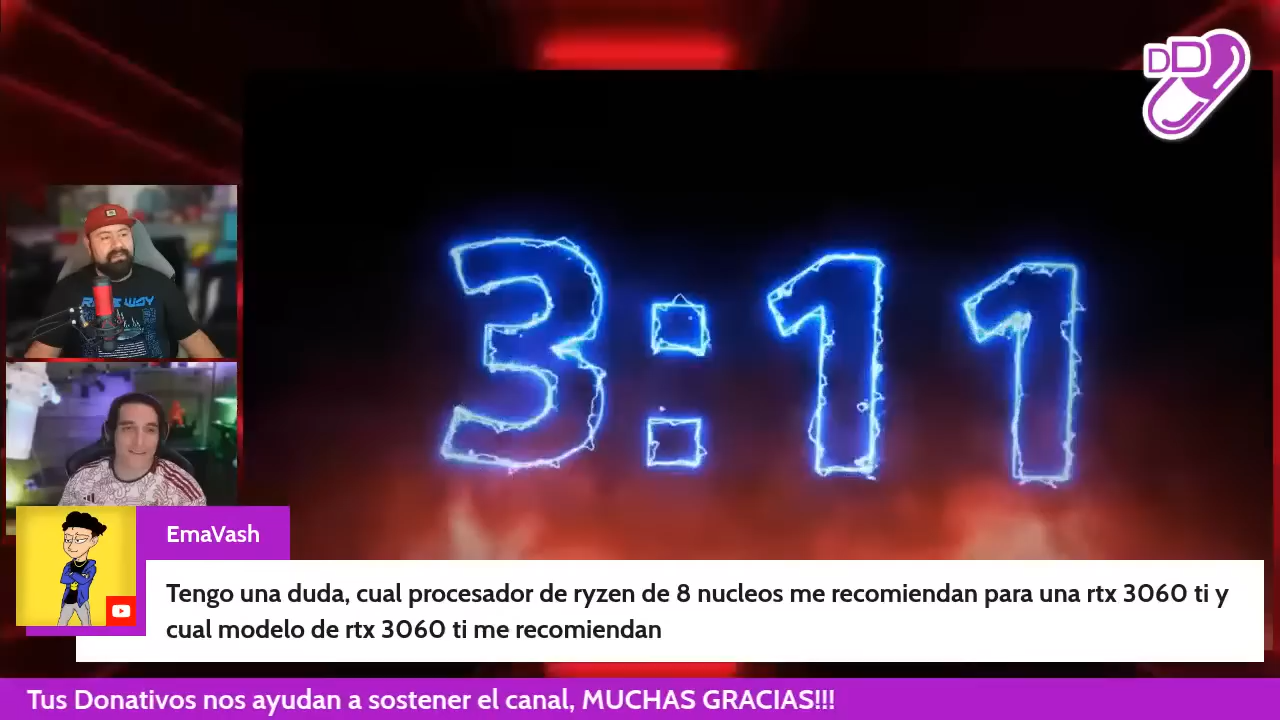 DD
3:11
EmaVash
Tengo una duda, cual procesador de ryzen de 8 nucleos me recomiendan para una rtx 3060 ti y
cual modelo de rtx 3060 ti me recomiendan
Tus Donativos nos ayudan a sostener el canal, MUCHAS GRACIAS!!!